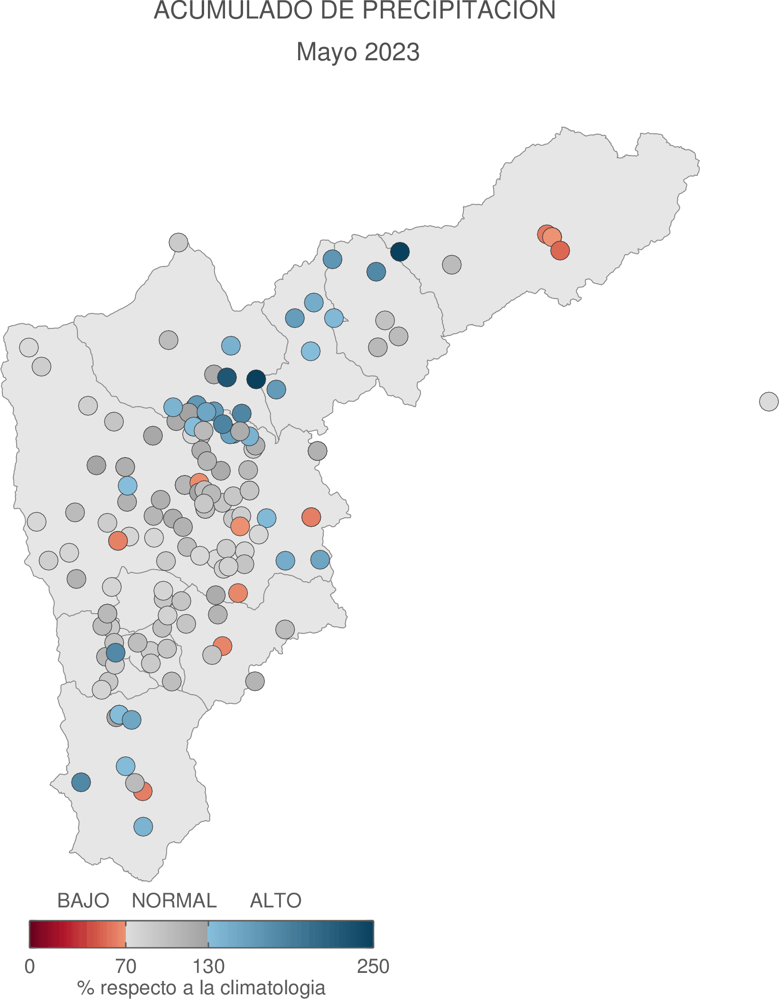 ACUMULADO DE PRECIPITACION
Mayo 2023
BAJO NORMAL ALTO
0 70 130 250
% respecto a la climatologia